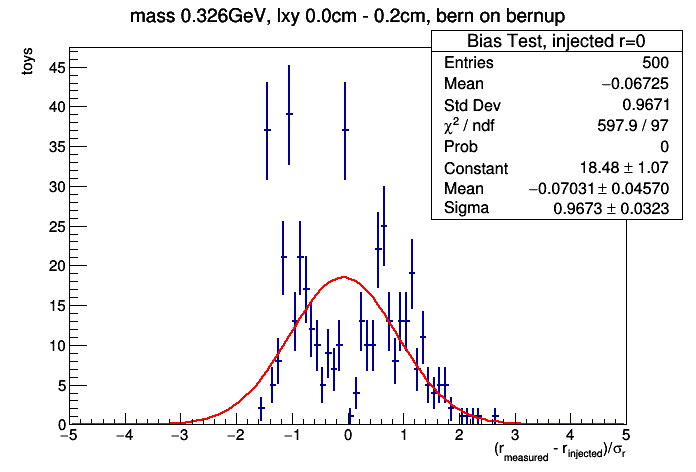 mass 0.326GeV, lxy 0.0cm - 0.2cm, bern on bernup
toys
Bias Test, injected r=0
Entries 500
Mean −0.06725
Std Dev 0.9671
χ² / ndf 597.9 / 97
Prob 0
Constant 18.48 ± 1.07
Mean −0.07031 ± 0.04570
Sigma 0.9673 ± 0.0323
45
40
35
30
25
20
15
10
5
0
−5 −4 −3 −2 −1 0 1 2 3 4 5
(r_measured - r_injected)/σ_r